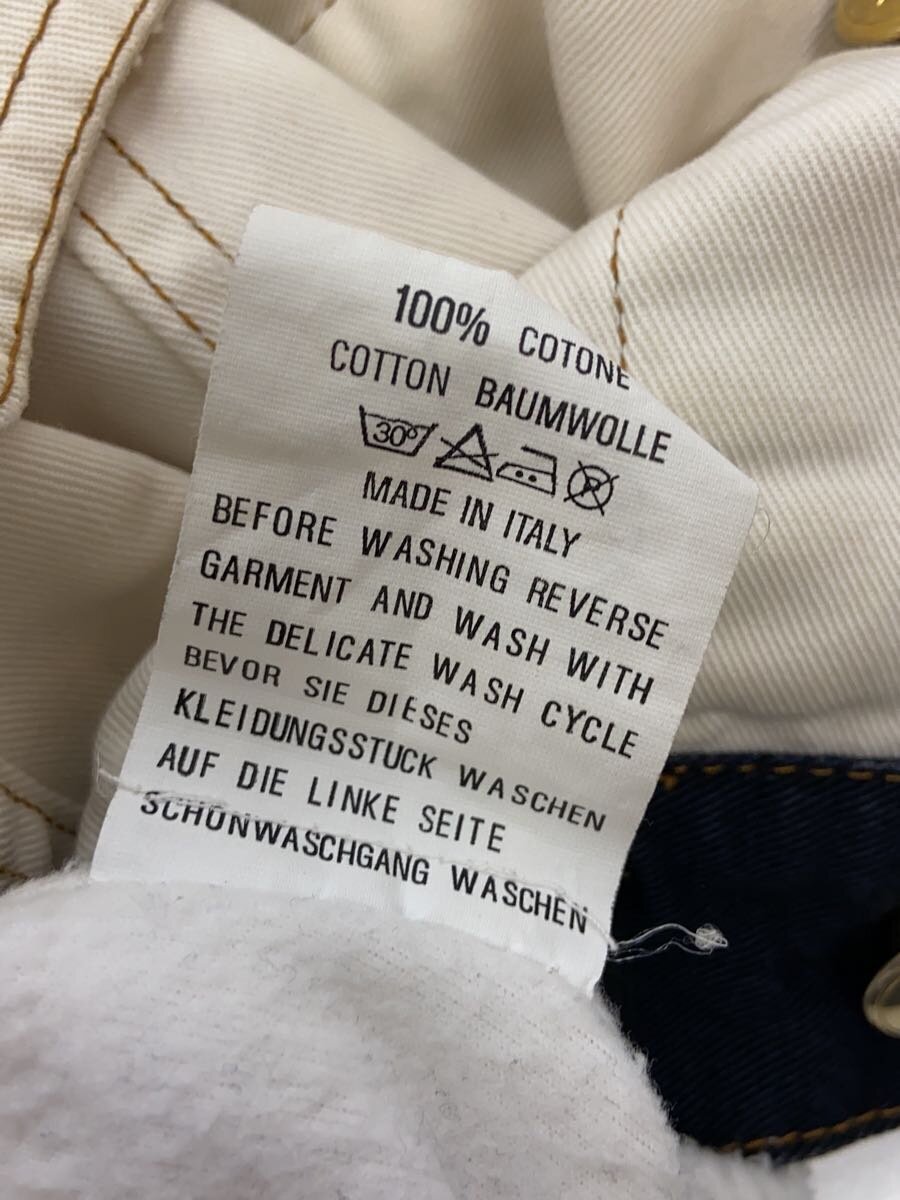 100% COTONE
COTTON BAUMWOLLE
30°
P
MADE IN ITALY
BEFORE WASHING REVERSE
GARMENT AND WASH WITH
THE DELICATE WASH CYCLE
BEVOR SIE DIESES
KLEIDUNGSSTUCK WASCHEN
AUF DIE LINKE SEITE
SCHONWASCHGANG WASCHEN